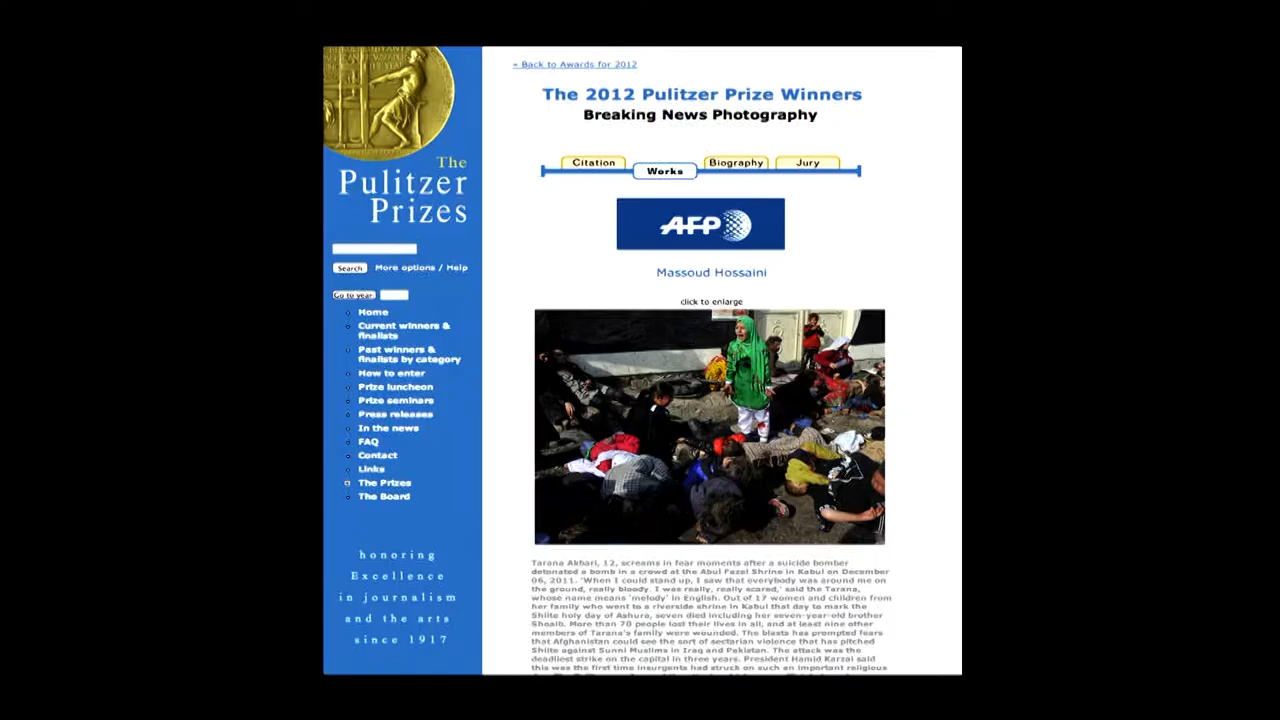 « Back to Awards for 2012
The 2012 Pulitzer Prize Winners
Breaking News Photography
Citation
Works
Biography
Jury
AFP
Massoud Hossaini
click to enlarge
The
Pulitzer
Prizes
Search
More options / Help
Go to year:
Home
Current winners &
finalists
Past winners &
finalists by category
How to enter
Prize luncheon
Prize seminars
Press releases
In the news
FAQ
Contact
Links
The Prizes
The Board
honoring
Excellence
in journalism
and the arts
since 1917
Tarana Akbari, 12, screams in fear moments after a suicide bomber
detonated a bomb in a crowd at the Abul Fazel Shrine in Kabul on December
06, 2011. 'When I could stand up, I saw that everybody was around me on
the ground, really bloody. I was really, really scared,' said the Tarana,
whose name means 'melody' in English. Out of 17 women and children from
her family who went to a riverside shrine in Kabul that day to mark the
Shiite holy day of Ashura, seven died including her seven-year-old brother
Shoaib. More than 70 people lost their lives in all, and at least nine other
members of Tarana's family were wounded. The blasts has prompted fears
that Afghanistan could see the sort of sectarian violence that has pitched
Shiite against Sunni Muslims in Iraq and Pakistan. The attack was the
deadliest strike on the capital in three years. President Hamid Karzai said
this was the first time insurgents had struck on such an important religious